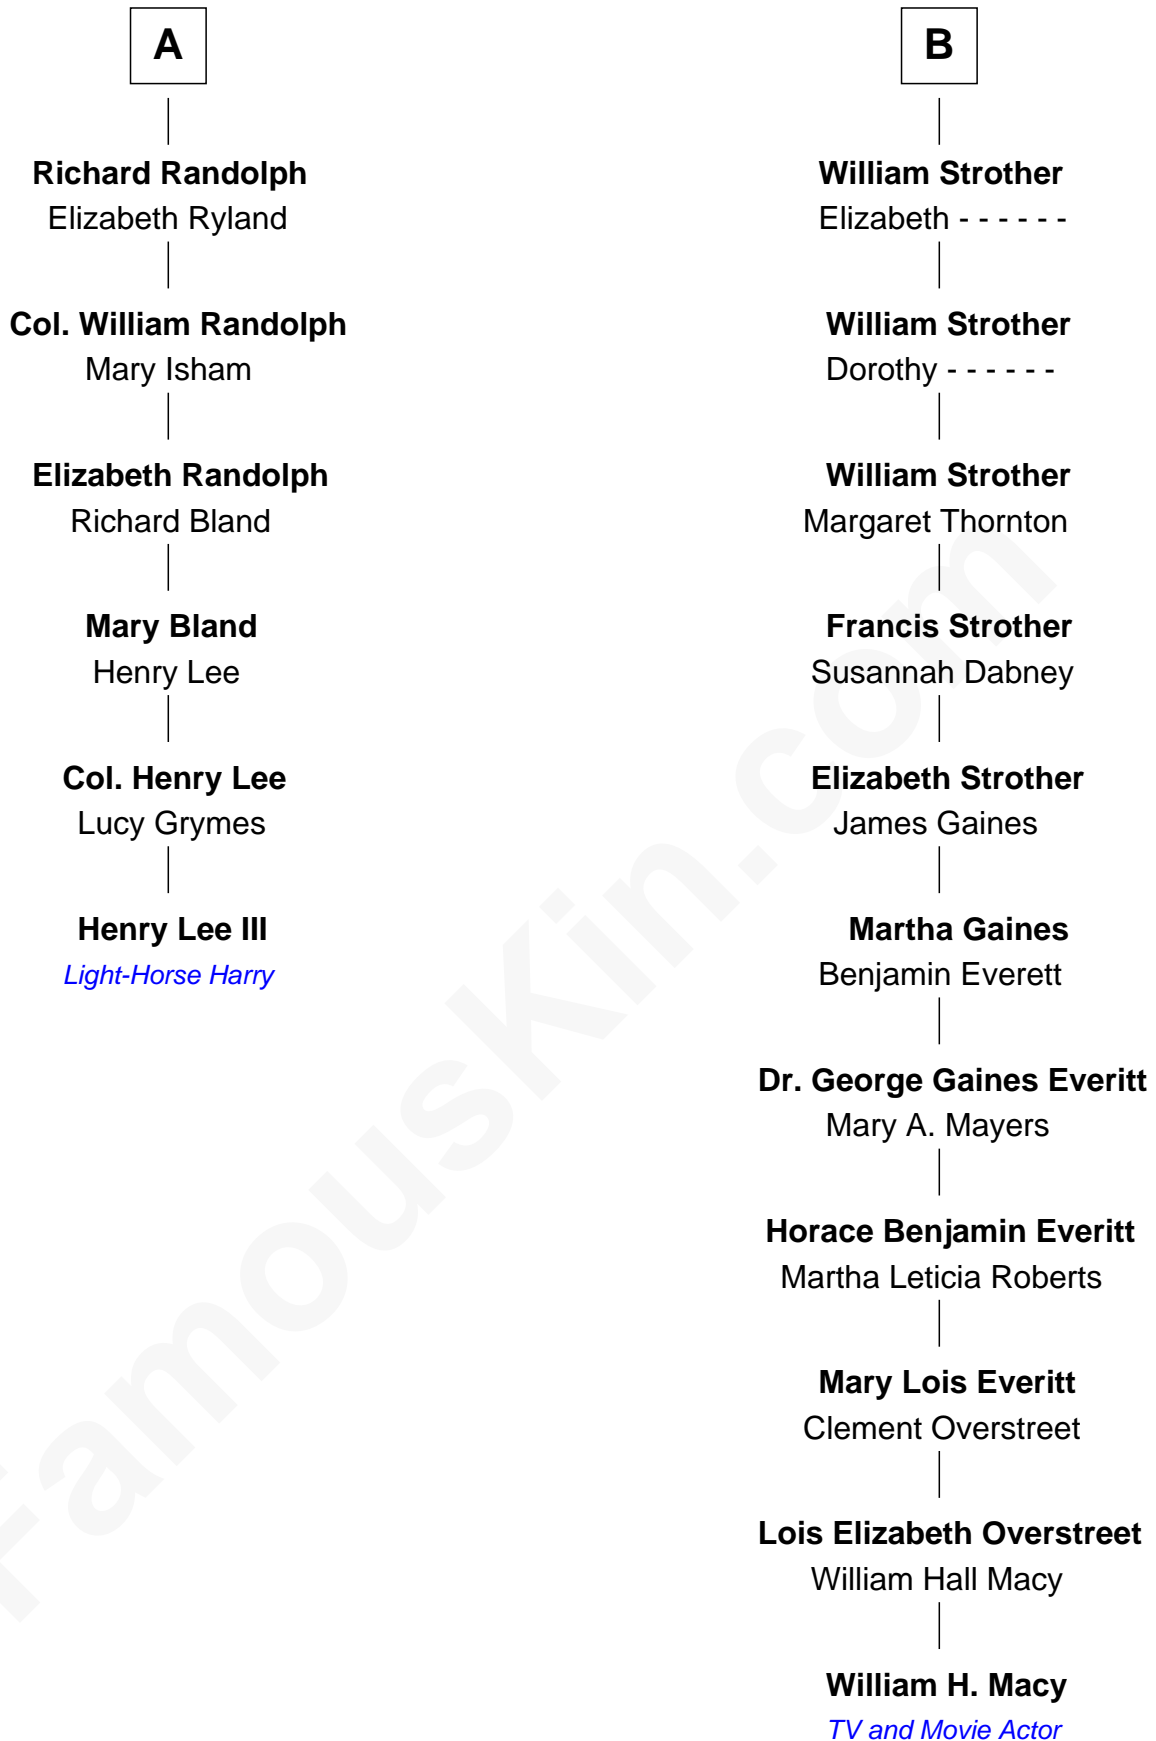 A
Richard Randolph
Elizabeth Ryland
Col. William Randolph
Mary Isham
Elizabeth Randolph
Richard Bland
Mary Bland
Henry Lee
Col. Henry Lee
Lucy Grymes
Henry Lee III
Light-Horse Harry
B
William Strother
Elizabeth - - - - - -
William Strother
Dorothy - - - - - -
William Strother
Margaret Thornton
Francis Strother
Susannah Dabney
Elizabeth Strother
James Gaines
Martha Gaines
Benjamin Everett
Dr. George Gaines Everitt
Mary A. Mayers
Horace Benjamin Everitt
Martha Leticia Roberts
Mary Lois Everitt
Clement Overstreet
Lois Elizabeth Overstreet
William Hall Macy
William H. Macy
TV and Movie Actor
FamousKin.com